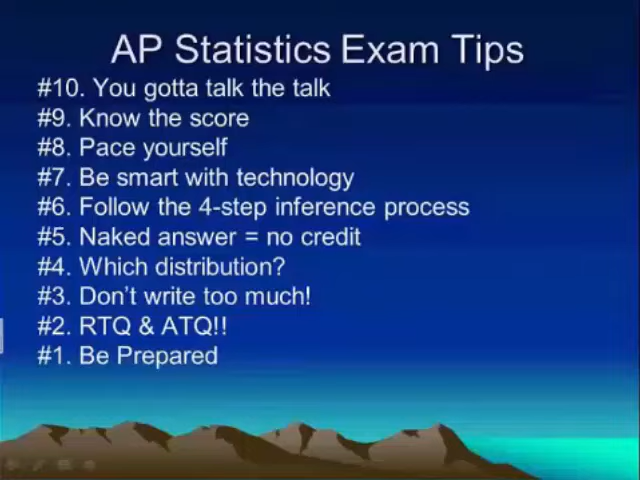 AP Statistics Exam Tips
#10. You gotta talk the talk
#9. Know the score
#8. Pace yourself
#7. Be smart with technology
#6. Follow the 4-step inference process
#5. Naked answer = no credit
#4. Which distribution?
#3. Don't write too much!
#2. RTQ & ATQ!!
#1. Be Prepared